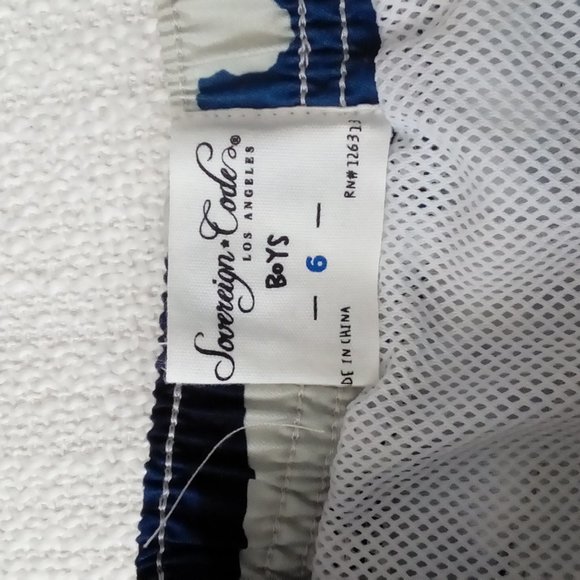 Sovereign★Code®
LOS ANGELES
BOYS
— 6 —
DE IN CHINA
RN# 126313